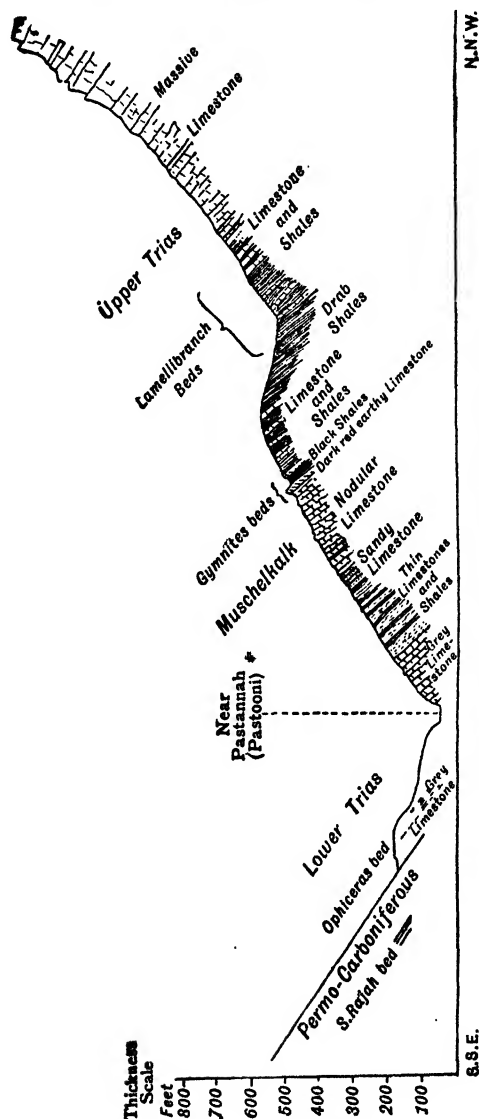 Thickness
Scale
Feet
800
700
600
500
400
300
200
100
S.S.E.
N.N.W.
Permo-Carboniferous
S.Rajah bed
Ophiceras bed
Lower Trias
Grey
Limestone
Near
Pastannah *
(Pastooni)
Grey
Lime-
stone
Thin
Limestones
and
Shales
Sandy
Limestone
Nodular
Limestone
Muschelkalk
Gymnites beds
Dark red earthy Limestone
Black Shales
Limestone
and
Shales
Drab
Shales
Lamellibranch
Beds
Upper Trias
Limestone
and
Shales
Massive
Limestone